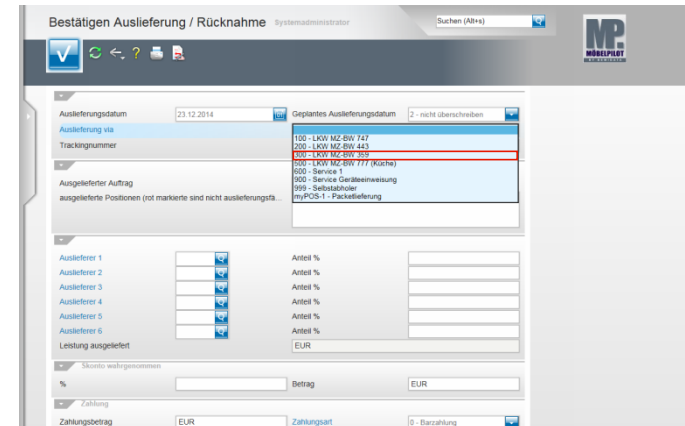 Bestätigen Auslieferung / Rücknahme Systemadministrator Suchen (Alt+s)
MP
MÖBELPILOT
Auslieferungsdatum 23.12.2014 Geplantes Auslieferungsdatum 2 - nicht überschreiben
Auslieferung via
Trackingnummer
100 - LKW MZ-BW 747
200 - LKW MZ-BW 443
300 - LKW MZ-BW 359
500 - LKW MZ-BW 777 (Küche)
600 - Service 1
900 - Service Geräteeinweisung
999 - Selbstabholer
myPOS-1 - Packetlieferung
Ausgelieferter Auftrag
ausgelieferte Positionen (rot markierte sind nicht auslieferungsfä...
Auslieferer 1 Anteil %
Auslieferer 2 Anteil %
Auslieferer 3 Anteil %
Auslieferer 4 Anteil %
Auslieferer 5 Anteil %
Auslieferer 6 Anteil %
Leistung ausgeliefert EUR
Skonto wahrgenommen
% Betrag EUR
Zahlung
Zahlungsbetrag EUR Zahlungsart 0 - Barzahlung